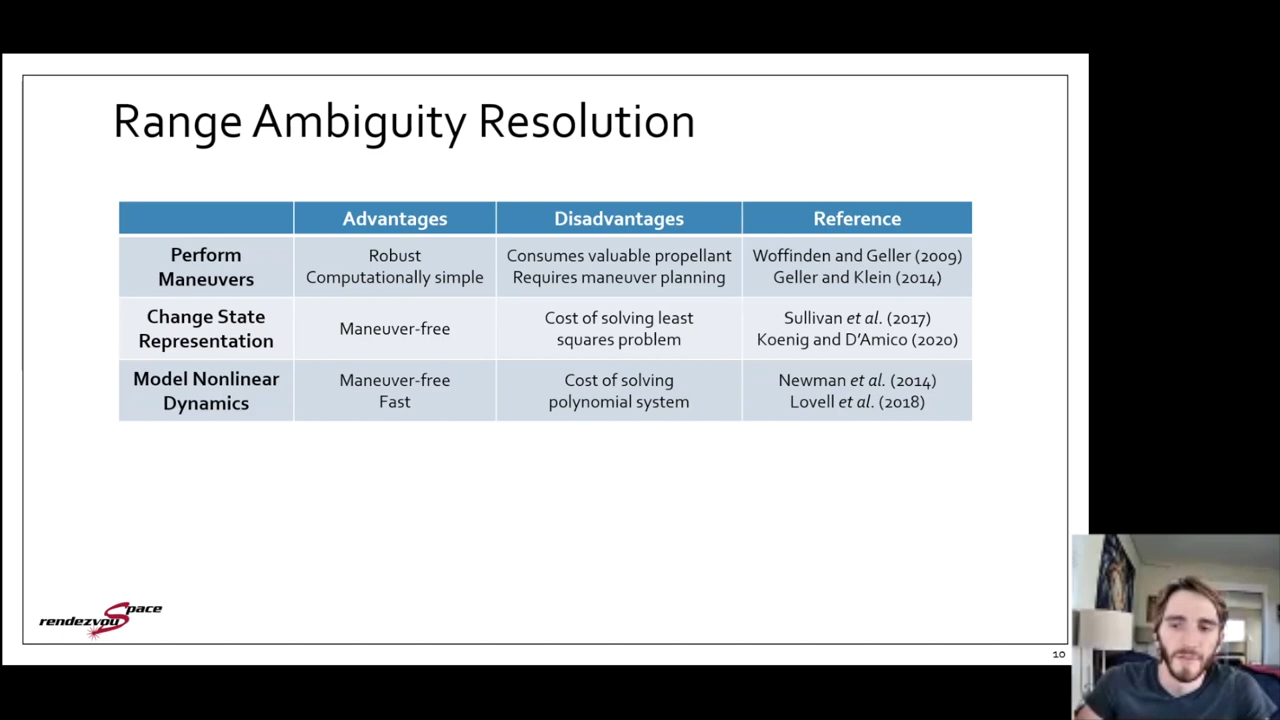 Range Ambiguity Resolution
Advantages Disadvantages Reference
Perform Robust Consumes valuable propellant Woffinden and Geller (2009)
Maneuvers Computationally simple Requires maneuver planning Geller and Klein (2014)
Change State Cost of solving least Sullivan et al. (2017)
Representation Maneuver-free squares problem Koenig and D'Amico (2020)
Model Nonlinear Maneuver-free Cost of solving Newman et al. (2014)
Dynamics Fast polynomial system Lovell et al. (2018)
rendezvouSpace
10